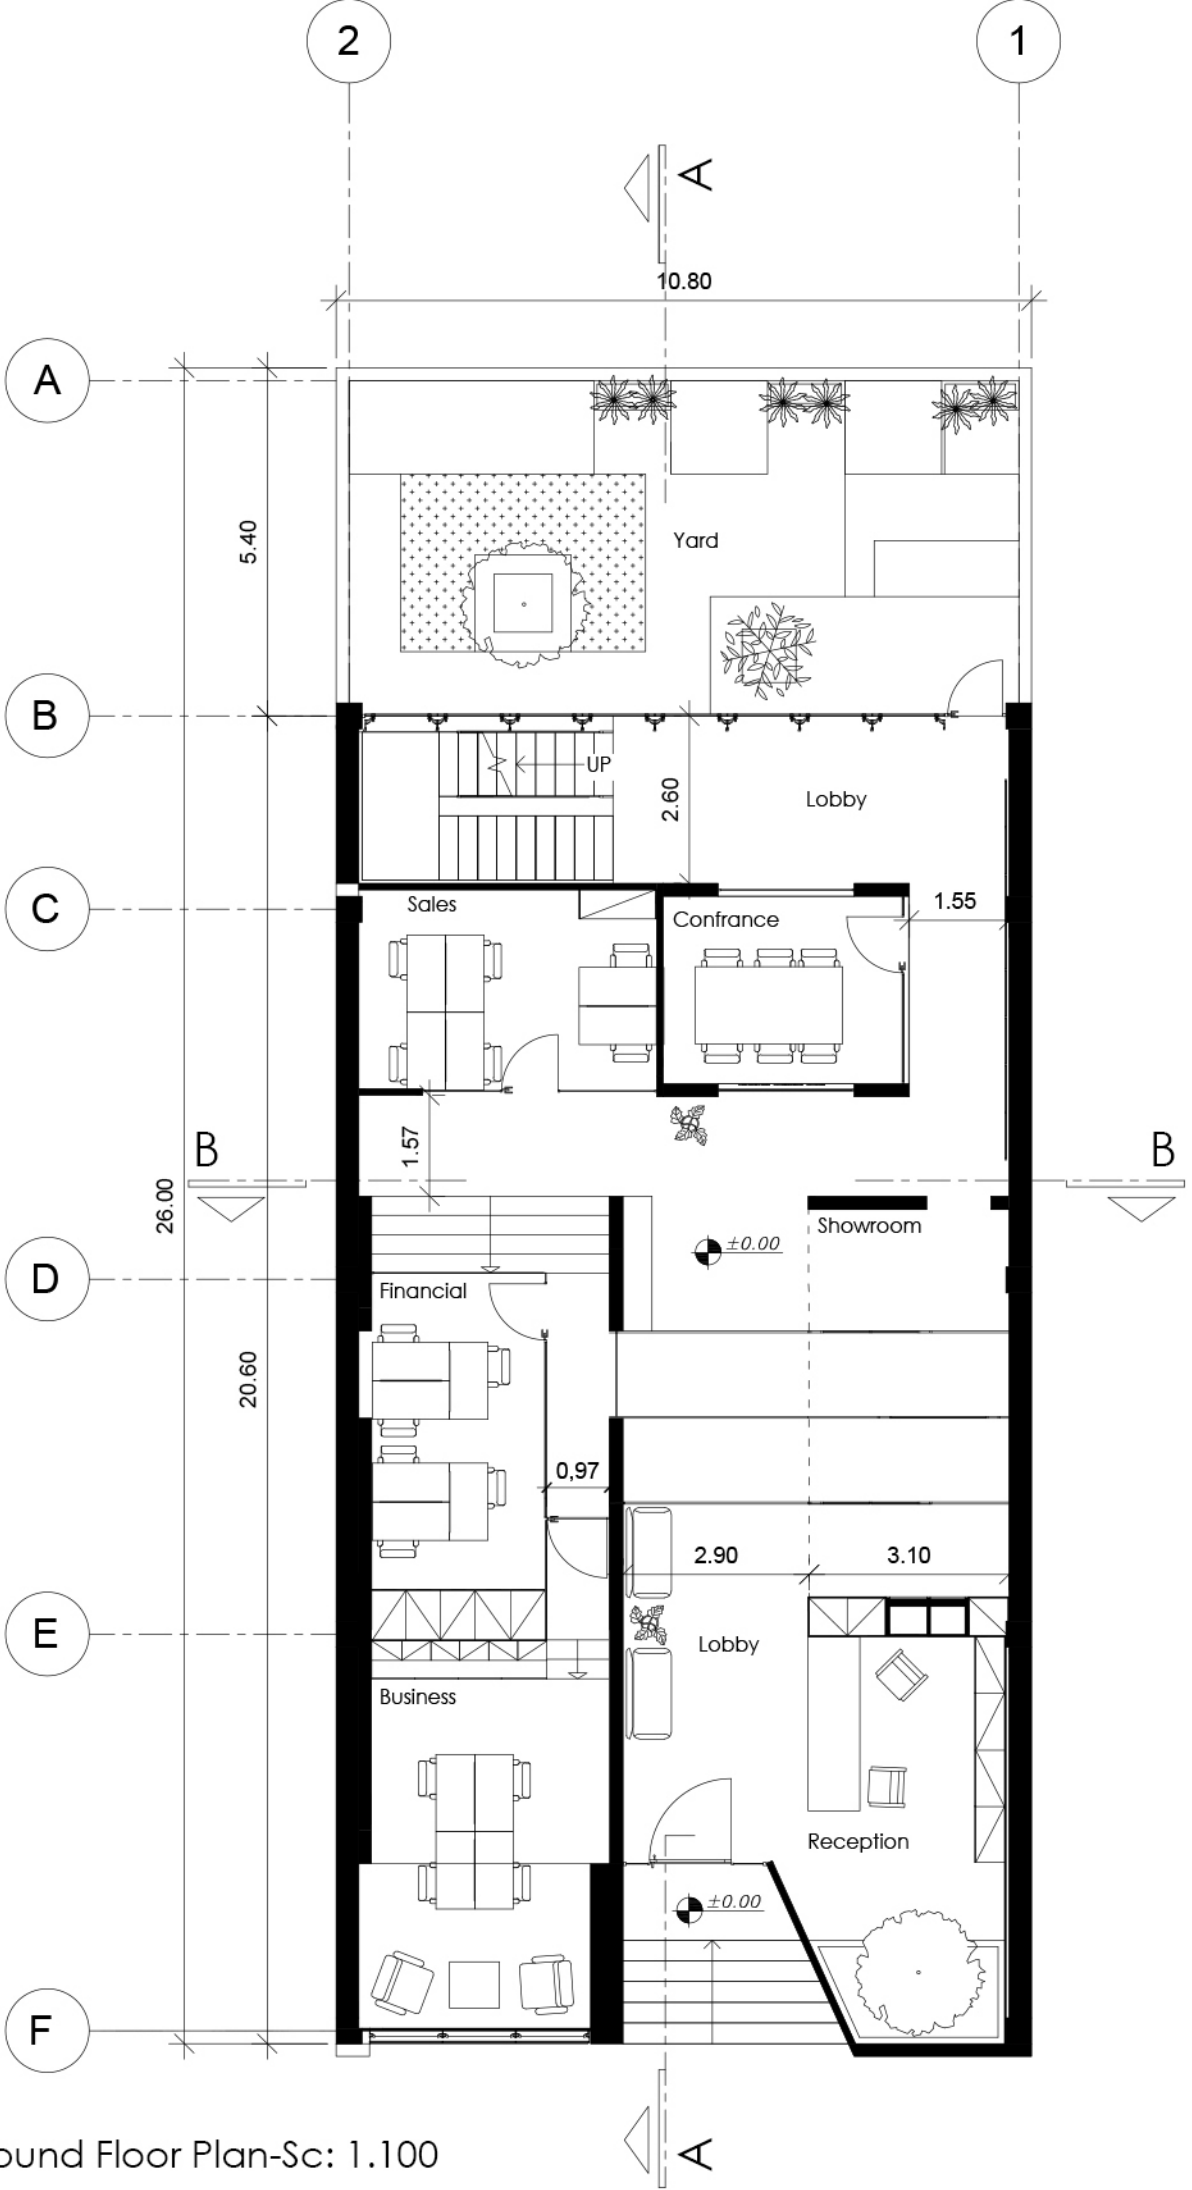 2
1
A
10.80
A
5.40
Yard
B
UP
2.60
Lobby
C
Sales
Confrance
1.55
1.57
B
B
26.00
Showroom
±0.00
D
Financial
20.60
0,97
2.90
3.10
E
Lobby
Business
Reception
±0.00
F
A
ound Floor Plan-Sc: 1.100